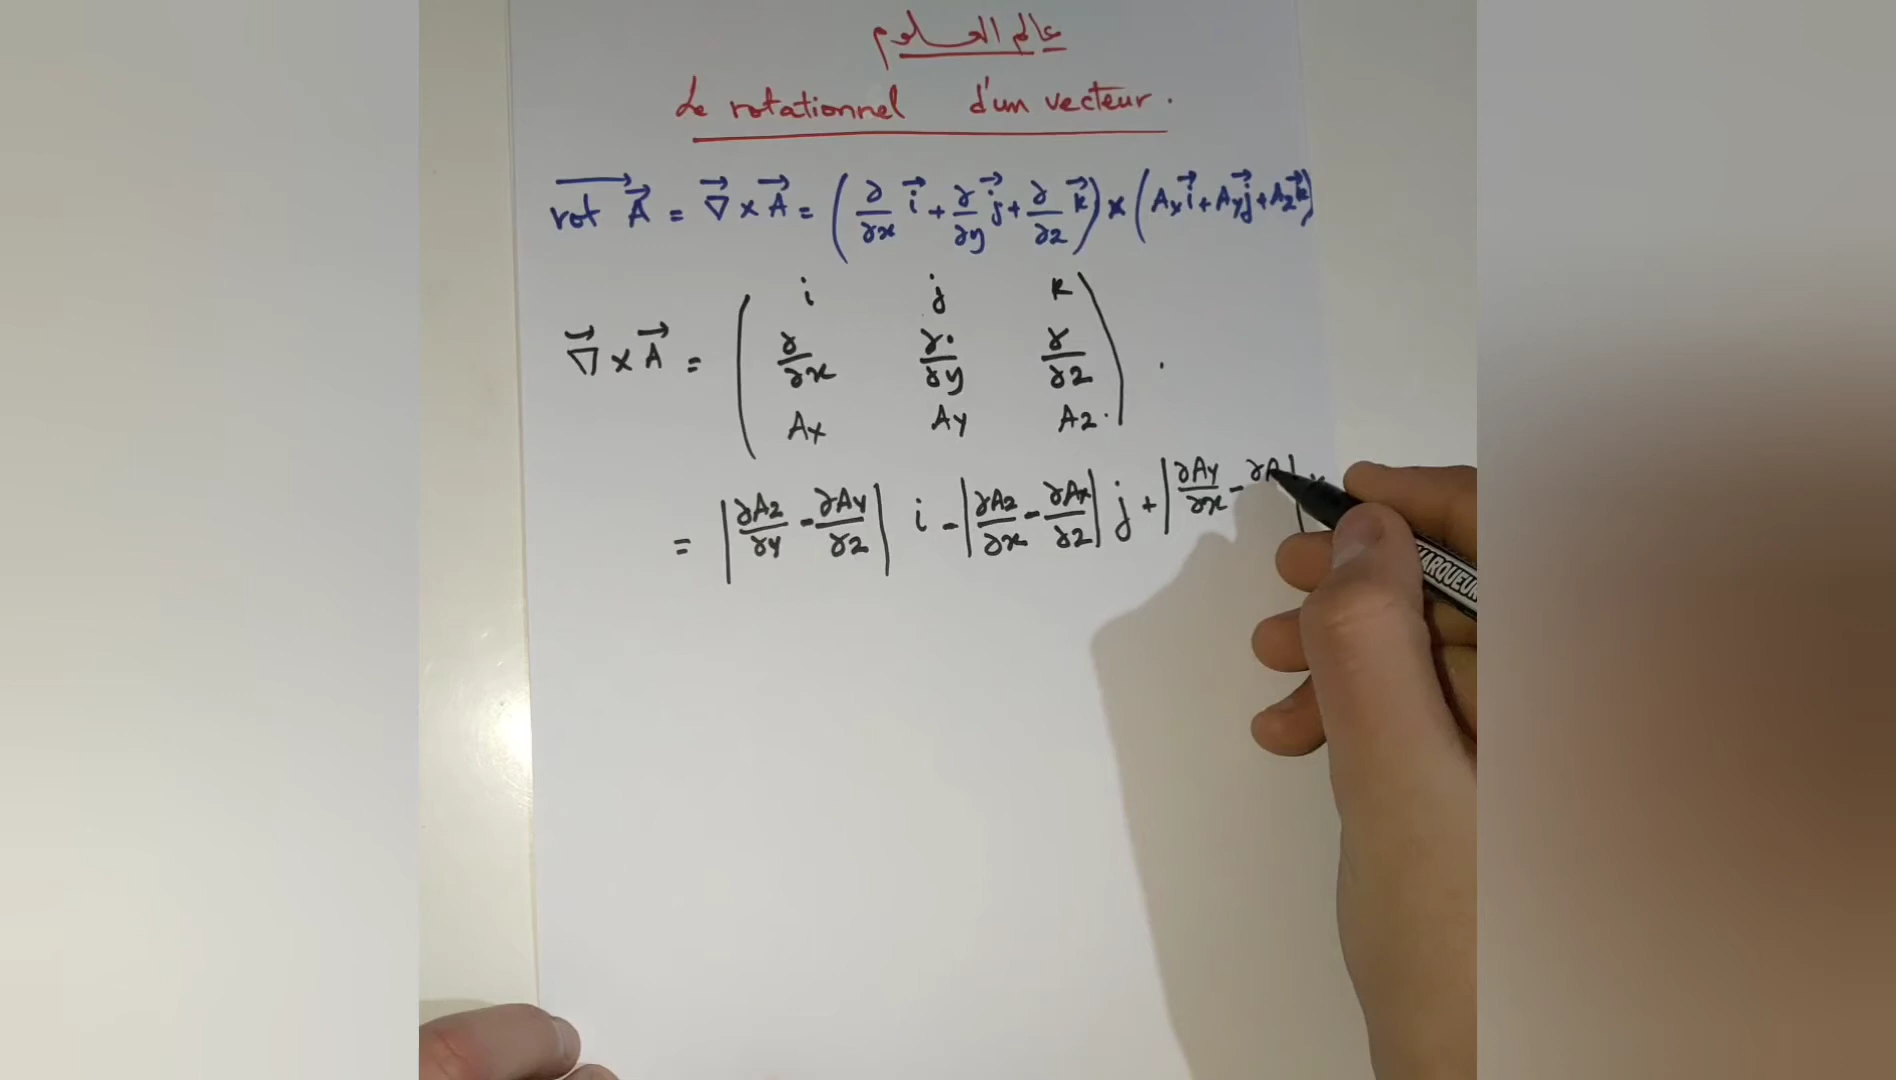 عالم العلوم
Le rotationnel d'un vecteur.
rot A⃗ = ∇⃗ × A⃗ = (∂/∂x i⃗ + ∂/∂y j⃗ + ∂/∂z k⃗) × (Ax i⃗ + Ay j⃗ + Az k⃗)
i j k
∇⃗ × A⃗ = ( ∂/∂x ∂/∂y ∂/∂z ) .
Ax Ay Az
= |∂Az/∂y - ∂Ay/∂z| i - |∂Az/∂x - ∂Ax/∂z| j + |∂Ay/∂x - ∂A|
MARQUEUR